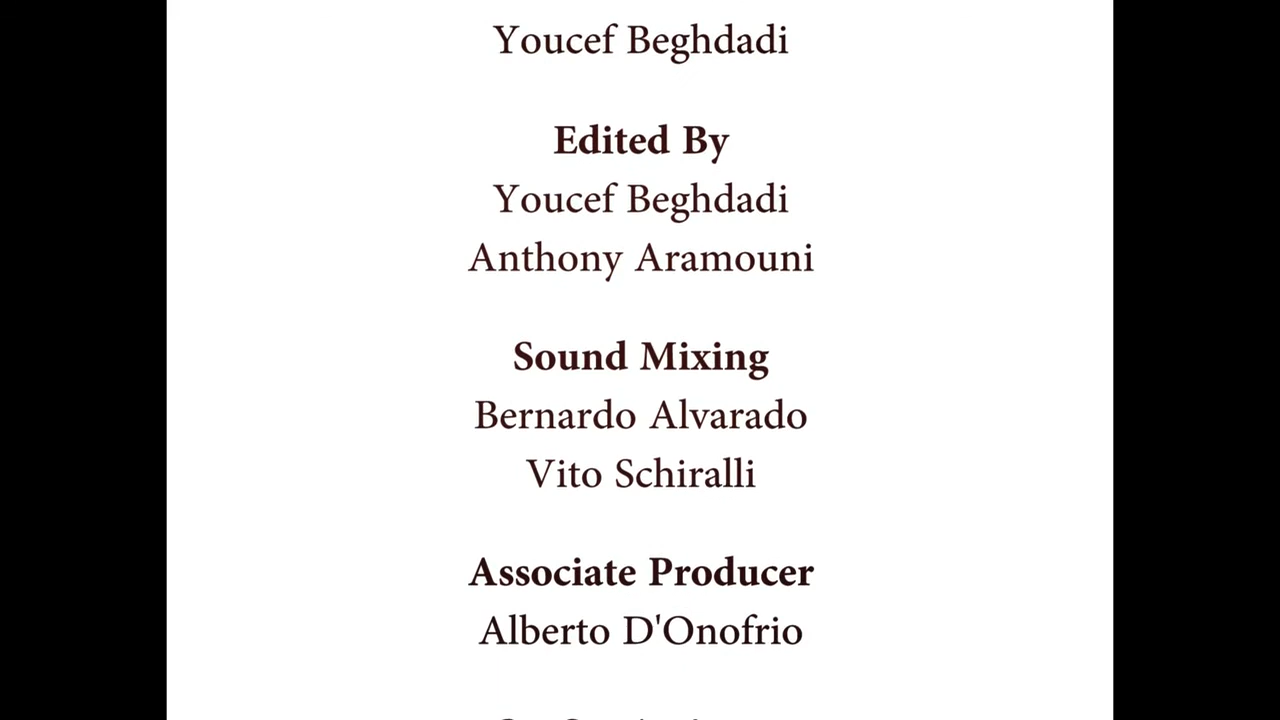 Youcef Beghdadi
Edited By
Youcef Beghdadi
Anthony Aramouni
Sound Mixing
Bernardo Alvarado
Vito Schiralli
Associate Producer
Alberto D'Onofrio